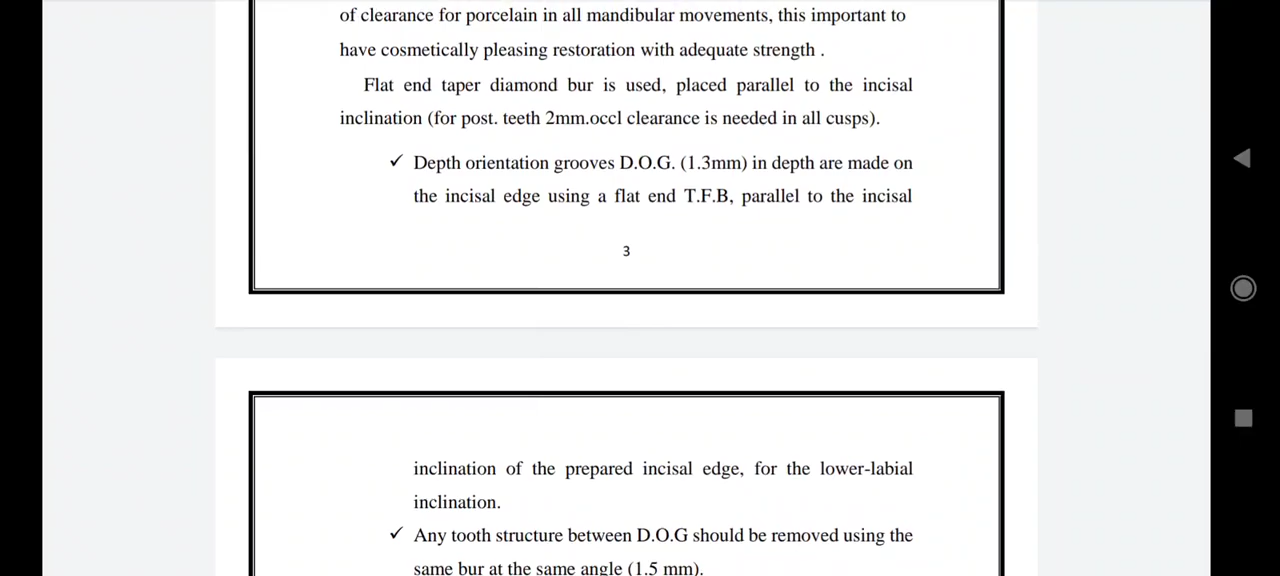 of clearance for porcelain in all mandibular movements, this important to
have cosmetically pleasing restoration with adequate strength .
Flat end taper diamond bur is used, placed parallel to the incisal
inclination (for post. teeth 2mm.occl clearance is needed in all cusps).
✓ Depth orientation grooves D.O.G. (1.3mm) in depth are made on
the incisal edge using a flat end T.F.B, parallel to the incisal
3
inclination of the prepared incisal edge, for the lower-labial
inclination.
✓ Any tooth structure between D.O.G should be removed using the
same bur at the same angle (1.5 mm).